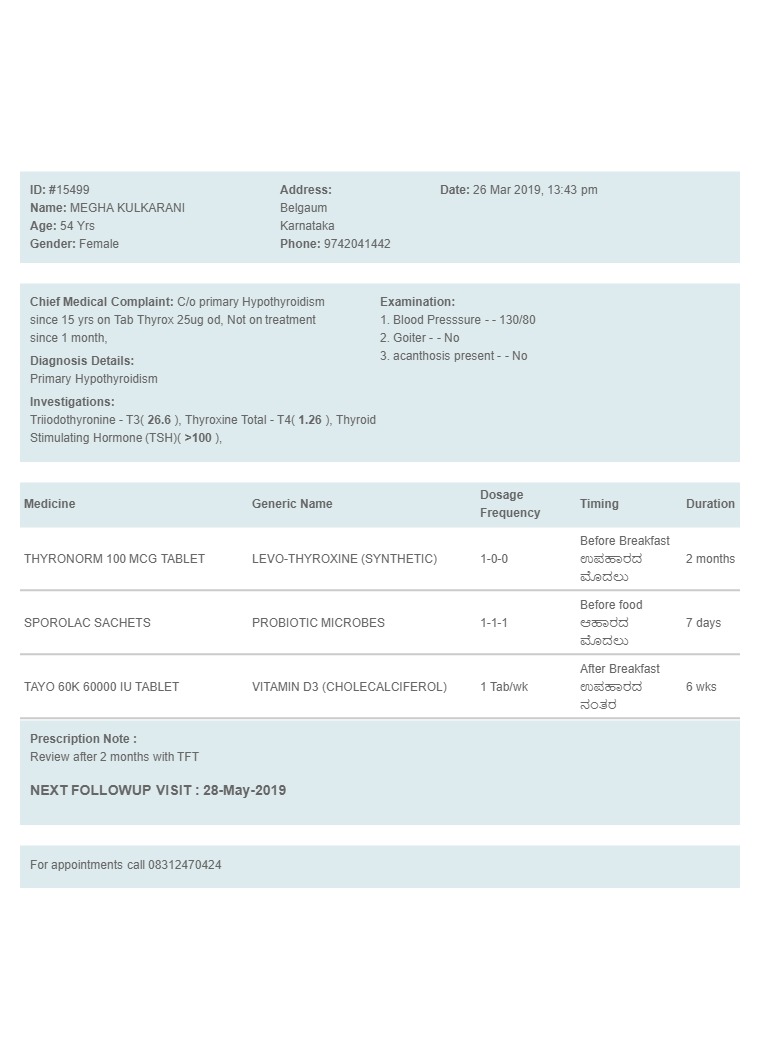 ID: #15499
Name: MEGHA KULKARANI
Age: 54 Yrs
Gender: Female
Address:
Belgaum
Karnataka
Phone: 9742041442
Date: 26 Mar 2019, 13:43 pm
Chief Medical Complaint: C/o primary Hypothyroidism
since 15 yrs on Tab Thyrox 25ug od, Not on treatment
since 1 month,
Diagnosis Details:
Primary Hypothyroidism
Investigations:
Triiodothyronine - T3( 26.6 ), Thyroxine Total - T4( 1.26 ), Thyroid
Stimulating Hormone (TSH)( >100 ),
Examination:
1. Blood Presssure - - 130/80
2. Goiter - - No
3. acanthosis present - - No
Medicine Generic Name Dosage Frequency Timing Duration
THYRONORM 100 MCG TABLET LEVO-THYROXINE (SYNTHETIC) 1-0-0 Before Breakfast 2 months
ಉಪಹಾರದ
ಮೊದಲು
SPOROLAC SACHETS PROBIOTIC MICROBES 1-1-1 Before food 7 days
ಆಹಾರದ
ಮೊದಲು
TAYO 60K 60000 IU TABLET VITAMIN D3 (CHOLECALCIFEROL) 1 Tab/wk After Breakfast 6 wks
ಉಪಹಾರದ
ನಂತರ
Prescription Note :
Review after 2 months with TFT
NEXT FOLLOWUP VISIT : 28-May-2019
For appointments call 08312470424